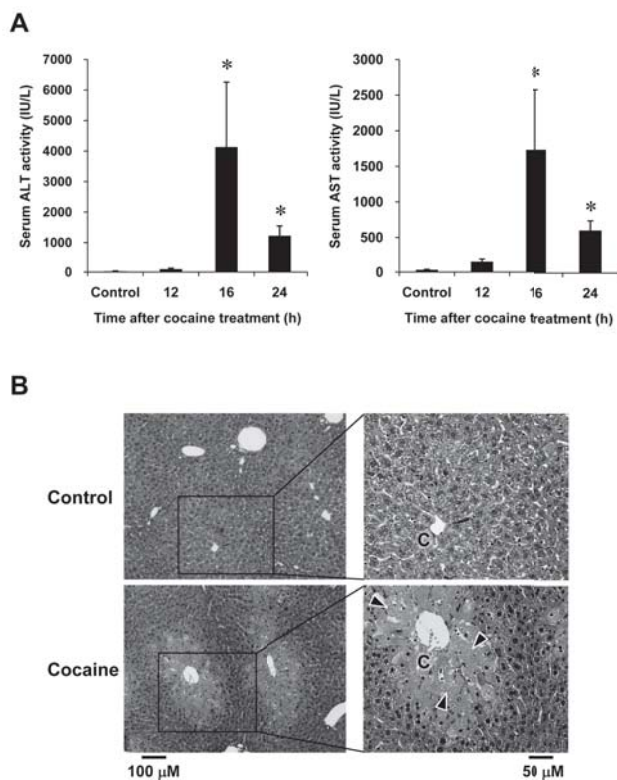 A
Serum ALT activity (IU/L)
7000
6000
5000
4000
3000
2000
1000
0
*
*
Control 12 16 24
Time after cocaine treatment (h)
Serum AST activity (IU/L)
3000
2500
2000
1500
1000
500
0
*
*
Control 12 16 24
Time after cocaine treatment (h)
B
Control
C
Cocaine
C
100 µM
50 µM